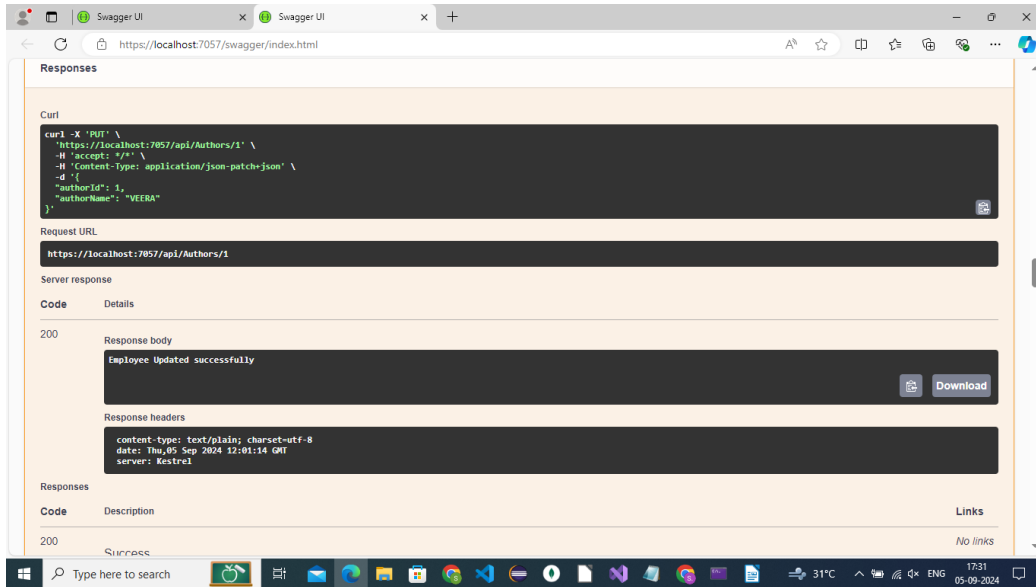 Swagger UI
Swagger UI
https://localhost:7057/swagger/index.html
Responses
Curl
curl -X 'PUT' \
'https://localhost:7057/api/Authors/1' \
-H 'accept: */*' \
-H 'Content-Type: application/json-patch+json' \
-d '{
"authorId": 1,
"authorName": "VEERA"
}'
Request URL
https://localhost:7057/api/Authors/1
Server response
Code Details
200
Response body
Employee Updated successfully
Download
Response headers
content-type: text/plain; charset=utf-8
date: Thu,05 Sep 2024 12:01:14 GMT
server: Kestrel
Responses
Code Description Links
200 No links
Success
Type here to search
31°C
ENG
17:31
05-09-2024